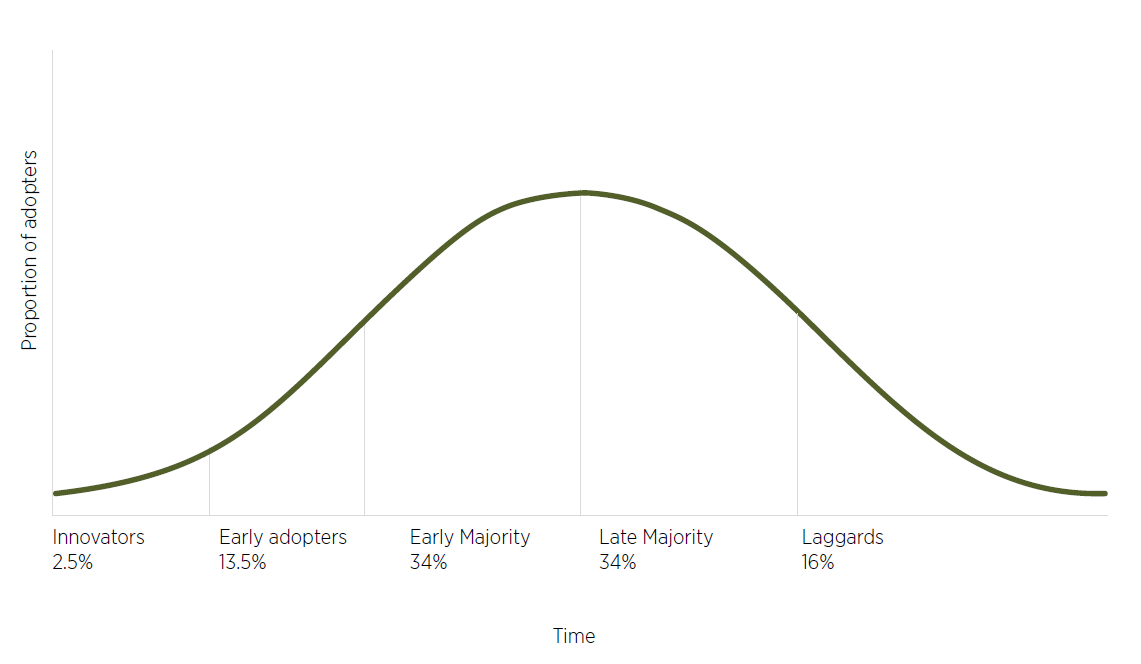 Proportion of adopters
Innovators
2.5%
Early adopters
13.5%
Early Majority
34%
Late Majority
34%
Laggards
16%
Time